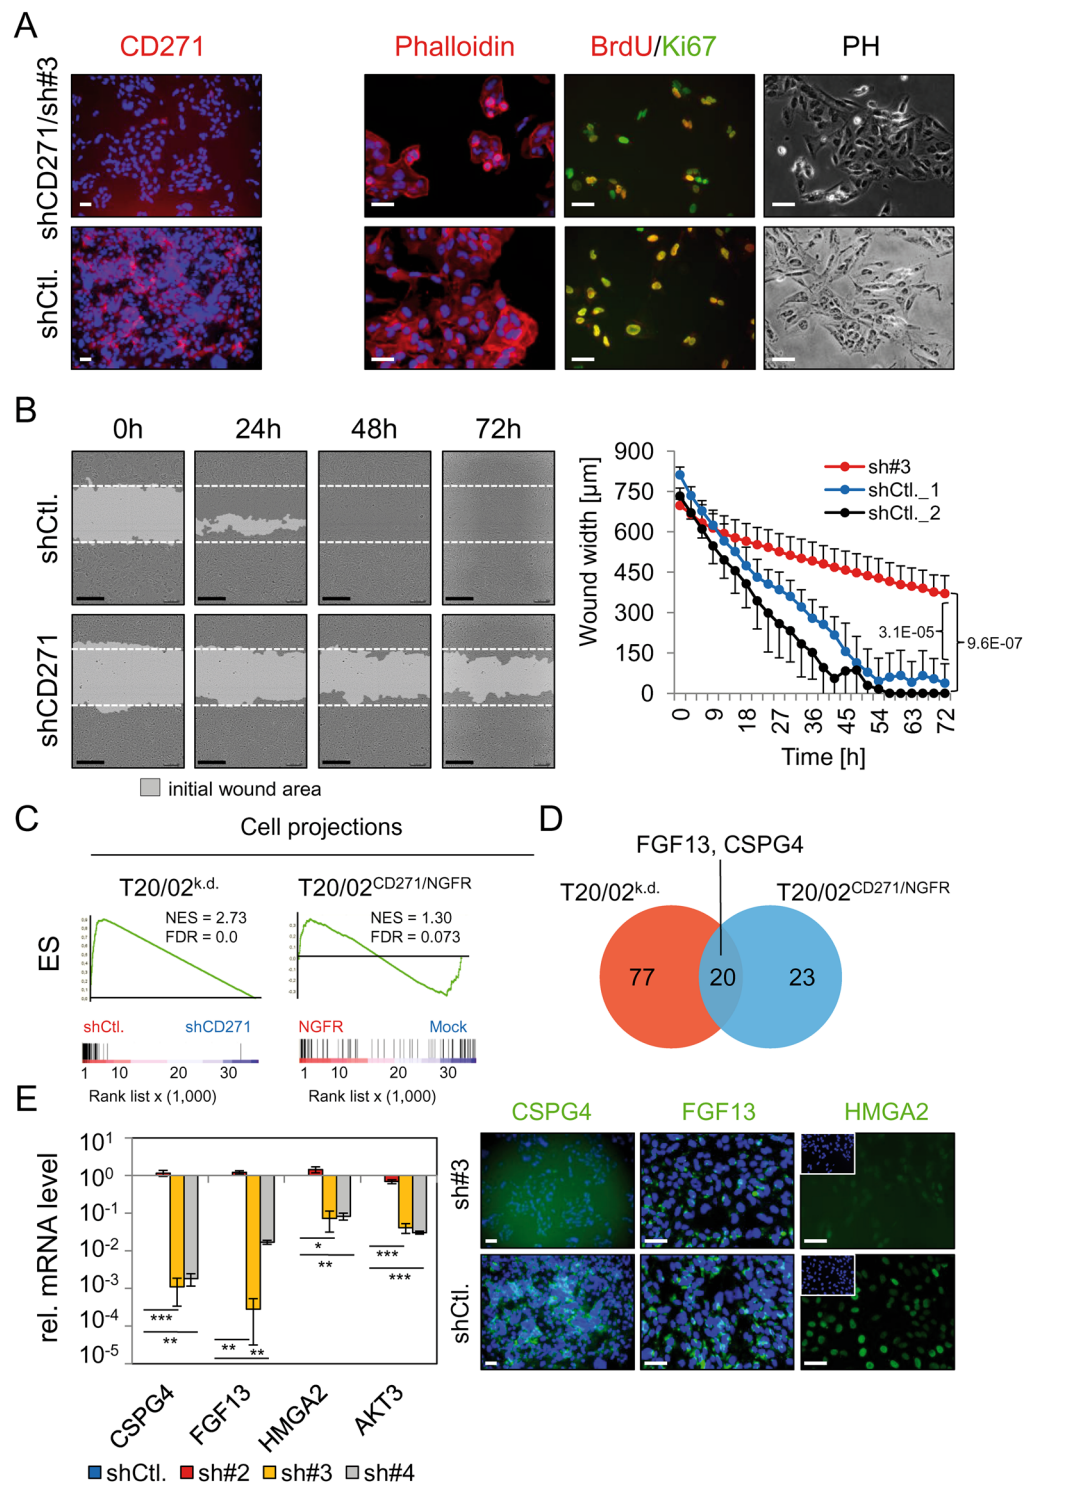 A
CD271
Phalloidin
BrdU/Ki67
PH
shCD271/sh#3
shCtl.
B
0h
24h
48h
72h
shCtl.
shCD271
initial wound area
Wound width [µm]
900
750
600
450
300
150
0
sh#3
shCtl._1
shCtl._2
3.1E-05
9.6E-07
0
9
18
27
36
45
54
63
72
Time [h]
C
Cell projections
T20/02k.d.
T20/02CD271/NGFR
ES
NES = 2.73
FDR = 0.0
NES = 1.30
FDR = 0.073
shCtl.
shCD271
NGFR
Mock
1 10 20 30
1 10 20 30
Rank list x (1,000)
Rank list x (1,000)
D
FGF13, CSPG4
T20/02k.d.
T20/02CD271/NGFR
77
20
23
E
rel. mRNA level
101
100
10-1
10-2
10-3
10-4
10-5
***
**
**
**
*
**
***
***
CSPG4
FGF13
HMGA2
AKT3
shCtl.
sh#2
sh#3
sh#4
CSPG4
FGF13
HMGA2
sh#3
shCtl.